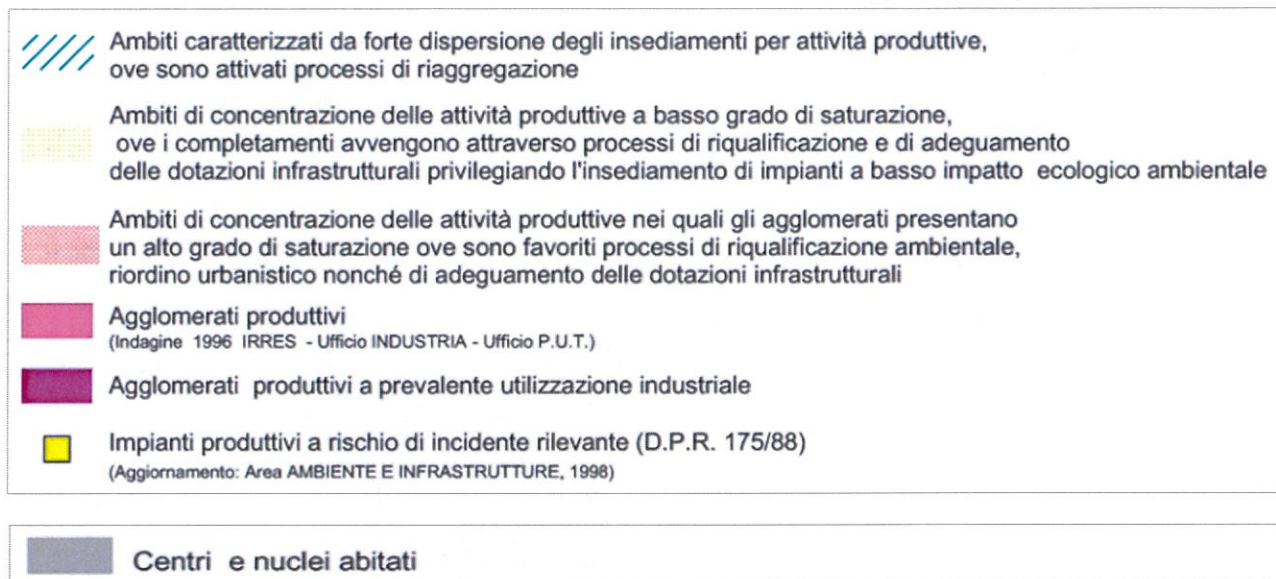 Ambiti caratterizzati da forte dispersione degli insediamenti per attività produttive,
ove sono attivati processi di riaggregazione
Ambiti di concentrazione delle attività produttive a basso grado di saturazione,
ove i completamenti avvengono attraverso processi di riqualificazione e di adeguamento
delle dotazioni infrastrutturali privilegiando l'insediamento di impianti a basso impatto ecologico ambientale
Ambiti di concentrazione delle attività produttive nei quali gli agglomerati presentano
un alto grado di saturazione ove sono favoriti processi di riqualificazione ambientale,
riordino urbanistico nonché di adeguamento delle dotazioni infrastrutturali
Agglomerati produttivi
(Indagine 1996 IRRES - Ufficio INDUSTRIA - Ufficio P.U.T.)
Agglomerati produttivi a prevalente utilizzazione industriale
Impianti produttivi a rischio di incidente rilevante (D.P.R. 175/88)
(Aggiornamento: Area AMBIENTE E INFRASTRUTTURE, 1998)
Centri e nuclei abitati